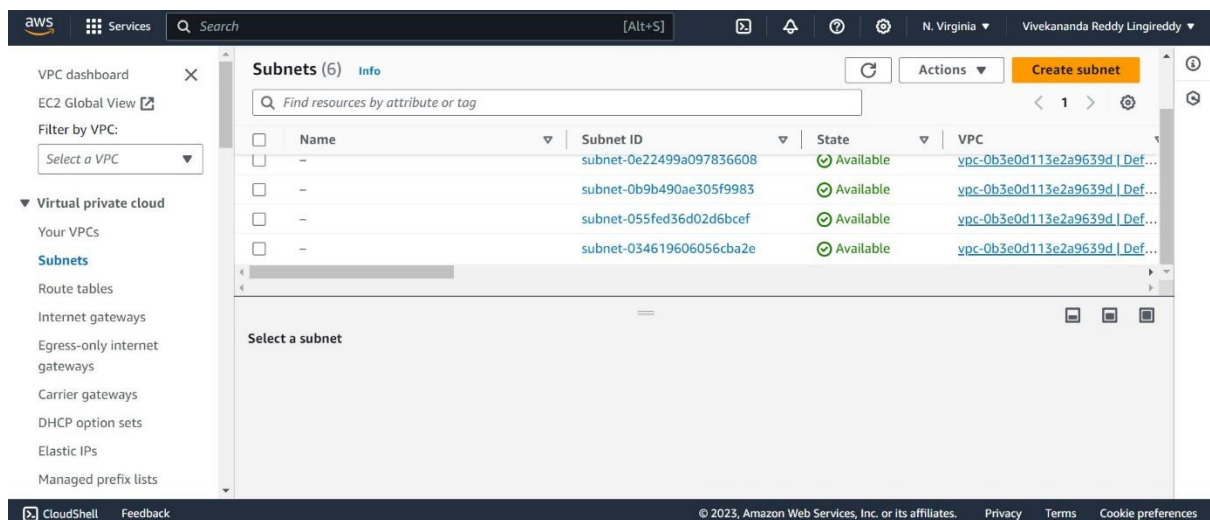 aws Services Search [Alt+S] N. Virginia ▼ Vivekananda Reddy Lingireddy ▼
VPC dashboard
EC2 Global View
Filter by VPC:
Select a VPC
▼ Virtual private cloud
Your VPCs
Subnets
Route tables
Internet gateways
Egress-only internet
gateways
Carrier gateways
DHCP option sets
Elastic IPs
Managed prefix lists
Subnets (6) Info Actions ▼ Create subnet
Find resources by attribute or tag 1
Name Subnet ID State VPC
– subnet-0e22499a097836608 Available vpc-0b3e0d113e2a9639d | Def...
– subnet-0b9b490ae305f9983 Available vpc-0b3e0d113e2a9639d | Def...
– subnet-055fed36d02d6bcef Available vpc-0b3e0d113e2a9639d | Def...
– subnet-034619606056cba2e Available vpc-0b3e0d113e2a9639d | Def...
Select a subnet
CloudShell Feedback © 2023, Amazon Web Services, Inc. or its affiliates. Privacy Terms Cookie preferences